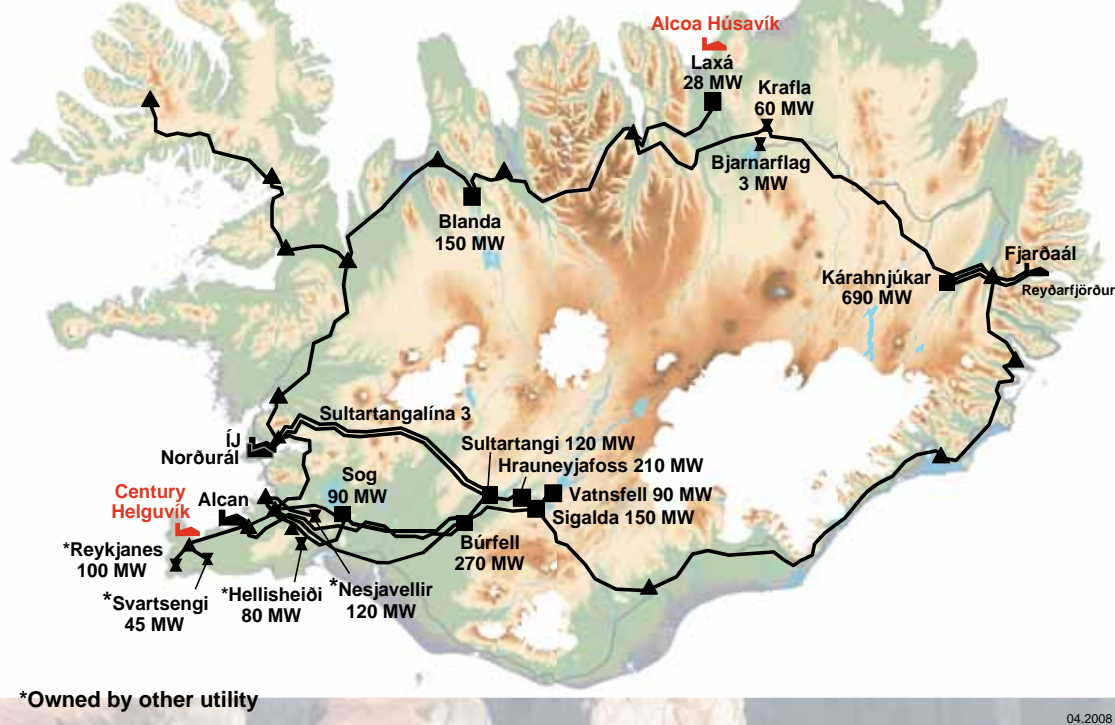 Alcoa Húsavík
Laxá
28 MW
Krafla
60 MW
Bjarnarflag
3 MW
Blanda
150 MW
Fjarðaál
Reyðarfjörður
Kárahnjúkar
690 MW
Sultartangalína 3
ÍJ
Norðurál
Sultartangi 120 MW
Hrauneyjafoss 210 MW
Sog
90 MW
Vatnsfell 90 MW
Sigalda 150 MW
Century
Helguvík
Alcan
Búrfell
270 MW
*Reykjanes
100 MW
*Svartsengi
45 MW
*Hellisheiði
80 MW
*Nesjavellir
120 MW
*Owned by other utility
04.2008